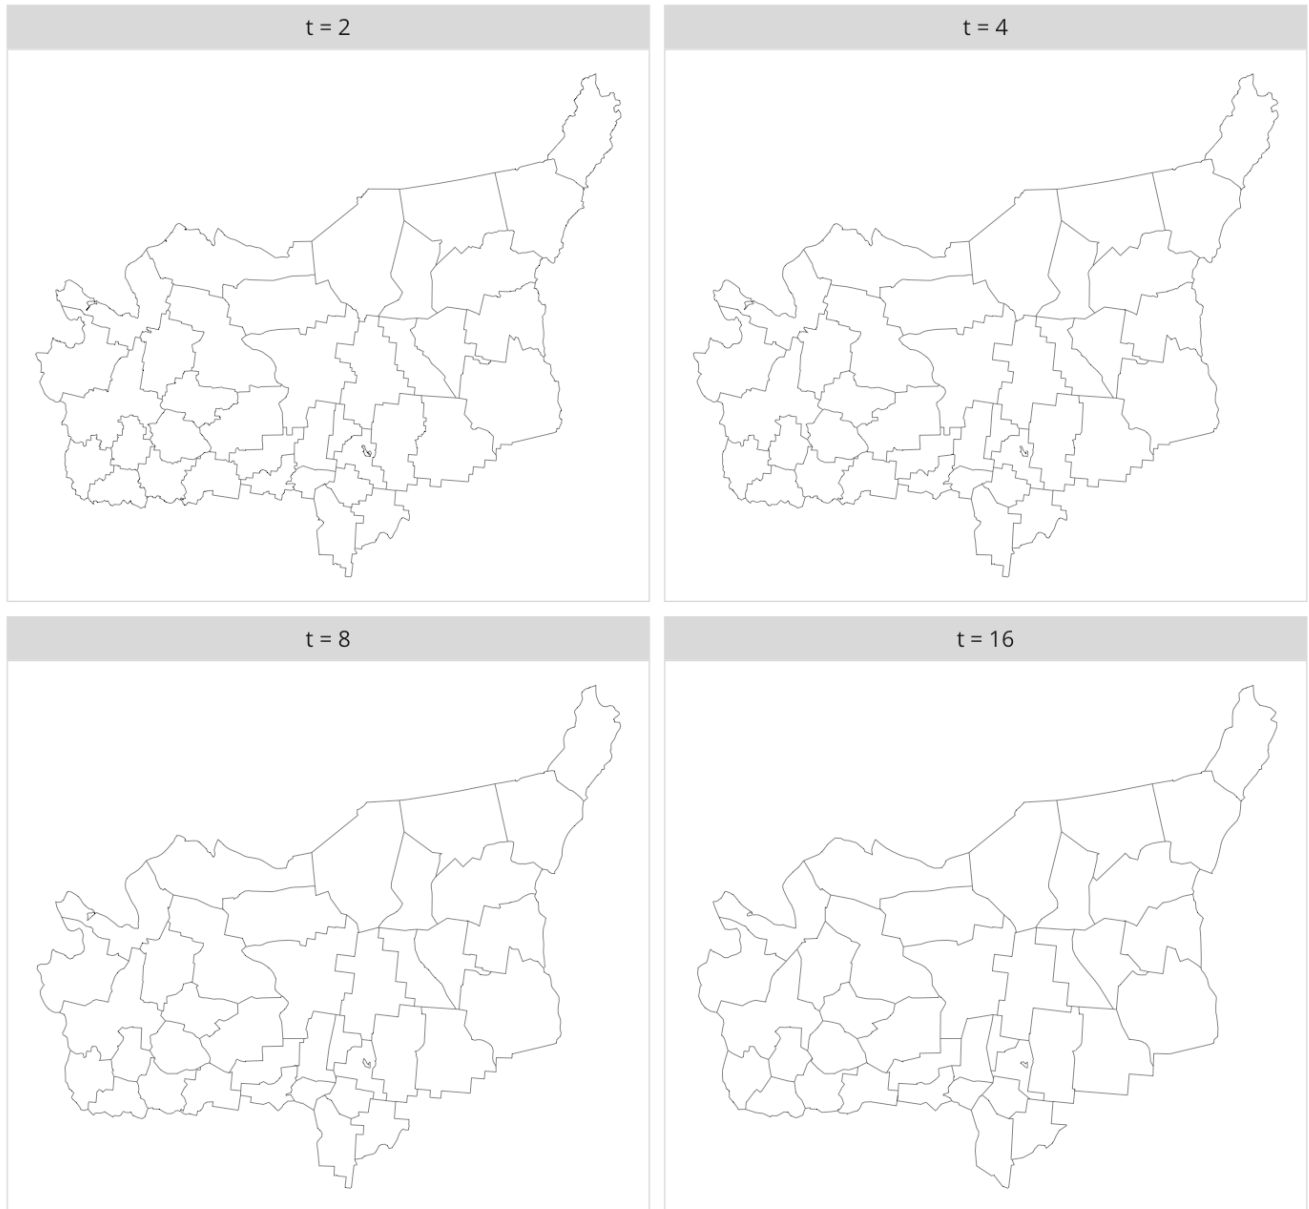 t = 2
t = 4
t = 8
t = 16